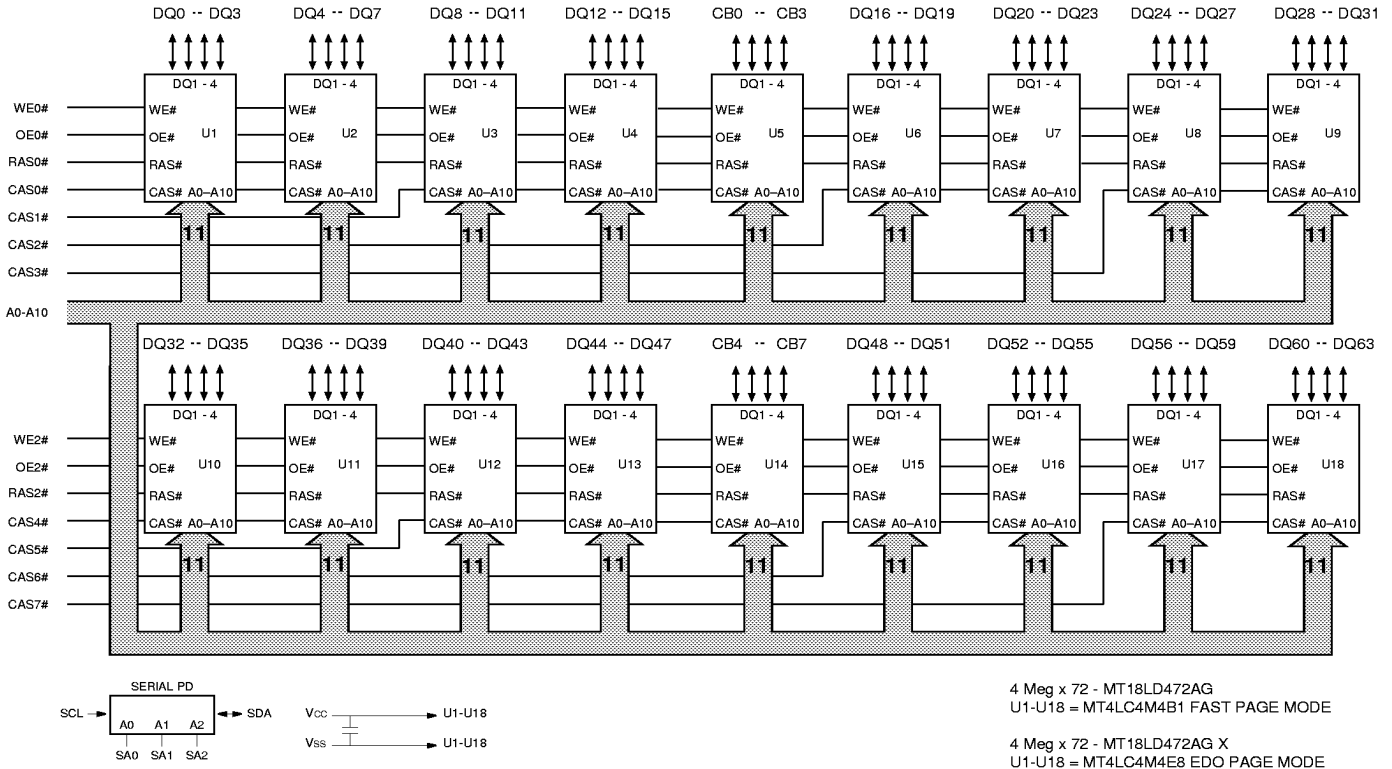 DQ0 -- DQ3 DQ4 -- DQ7 DQ8 -- DQ11 DQ12 -- DQ15 CB0 -- CB3 DQ16 -- DQ19 DQ20 -- DQ23 DQ24 -- DQ27 DQ28 -- DQ31
DQ1 - 4 DQ1 - 4 DQ1 - 4 DQ1 - 4 DQ1 - 4 DQ1 - 4 DQ1 - 4 DQ1 - 4 DQ1 - 4
WE0# WE# WE# WE# WE# WE# WE# WE# WE# WE#
OE0# OE# U1 OE# U2 OE# U3 OE# U4 OE# U5 OE# U6 OE# U7 OE# U8 OE# U9
RAS0# RAS# RAS# RAS# RAS# RAS# RAS# RAS# RAS# RAS#
CAS0# CAS# A0–A10 CAS# A0–A10 CAS# A0–A10 CAS# A0–A10 CAS# A0–A10 CAS# A0–A10 CAS# A0–A10 CAS# A0–A10 CAS# A0–A10
CAS1#
11 11 11 11 11 11 11 11 11
CAS2#
CAS3#
A0-A10
DQ32 -- DQ35 DQ36 -- DQ39 DQ40 -- DQ43 DQ44 -- DQ47 CB4 -- CB7 DQ48 -- DQ51 DQ52 -- DQ55 DQ56 -- DQ59 DQ60 -- DQ63
DQ1 - 4 DQ1 - 4 DQ1 - 4 DQ1 - 4 DQ1 - 4 DQ1 - 4 DQ1 - 4 DQ1 - 4 DQ1 - 4
WE2# WE# WE# WE# WE# WE# WE# WE# WE# WE#
OE2# OE# U10 OE# U11 OE# U12 OE# U13 OE# U14 OE# U15 OE# U16 OE# U17 OE# U18
RAS2# RAS# RAS# RAS# RAS# RAS# RAS# RAS# RAS# RAS#
CAS4# CAS# A0–A10 CAS# A0–A10 CAS# A0–A10 CAS# A0–A10 CAS# A0–A10 CAS# A0–A10 CAS# A0–A10 CAS# A0–A10 CAS# A0–A10
CAS5#
11 11 11 11 11 11 11 11 11
CAS6#
CAS7#
SERIAL PD
SCL SDA
A0 A1 A2
SA0 SA1 SA2
Vcc U1-U18
Vss U1-U18
4 Meg x 72 - MT18LD472AG
U1-U18 = MT4LC4M4B1 FAST PAGE MODE
4 Meg x 72 - MT18LD472AG X
U1-U18 = MT4LC4M4E8 EDO PAGE MODE